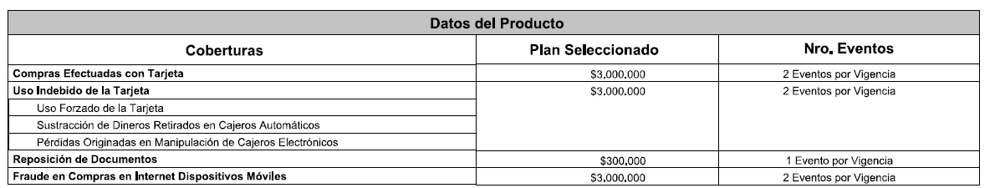 Datos del Producto
Coberturas Plan Seleccionado Nro. Eventos
Compras Efectuadas con Tarjeta $3.000.000 2 Eventos por Vigencia
Uso Indebido de la Tarjeta $3.000.000 2 Eventos por Vigencia
Uso Forzado de la Tarjeta
Sustracción de Dineros Retirados en Cajeros Automáticos
Pérdidas Originadas en Manipulación de Cajeros Electrónicos
Reposición de Documentos $300.000 1 Evento por Vigencia
Fraude en Compras en Internet Dispositivos Móviles $3.000.000 2 Eventos por Vigencia